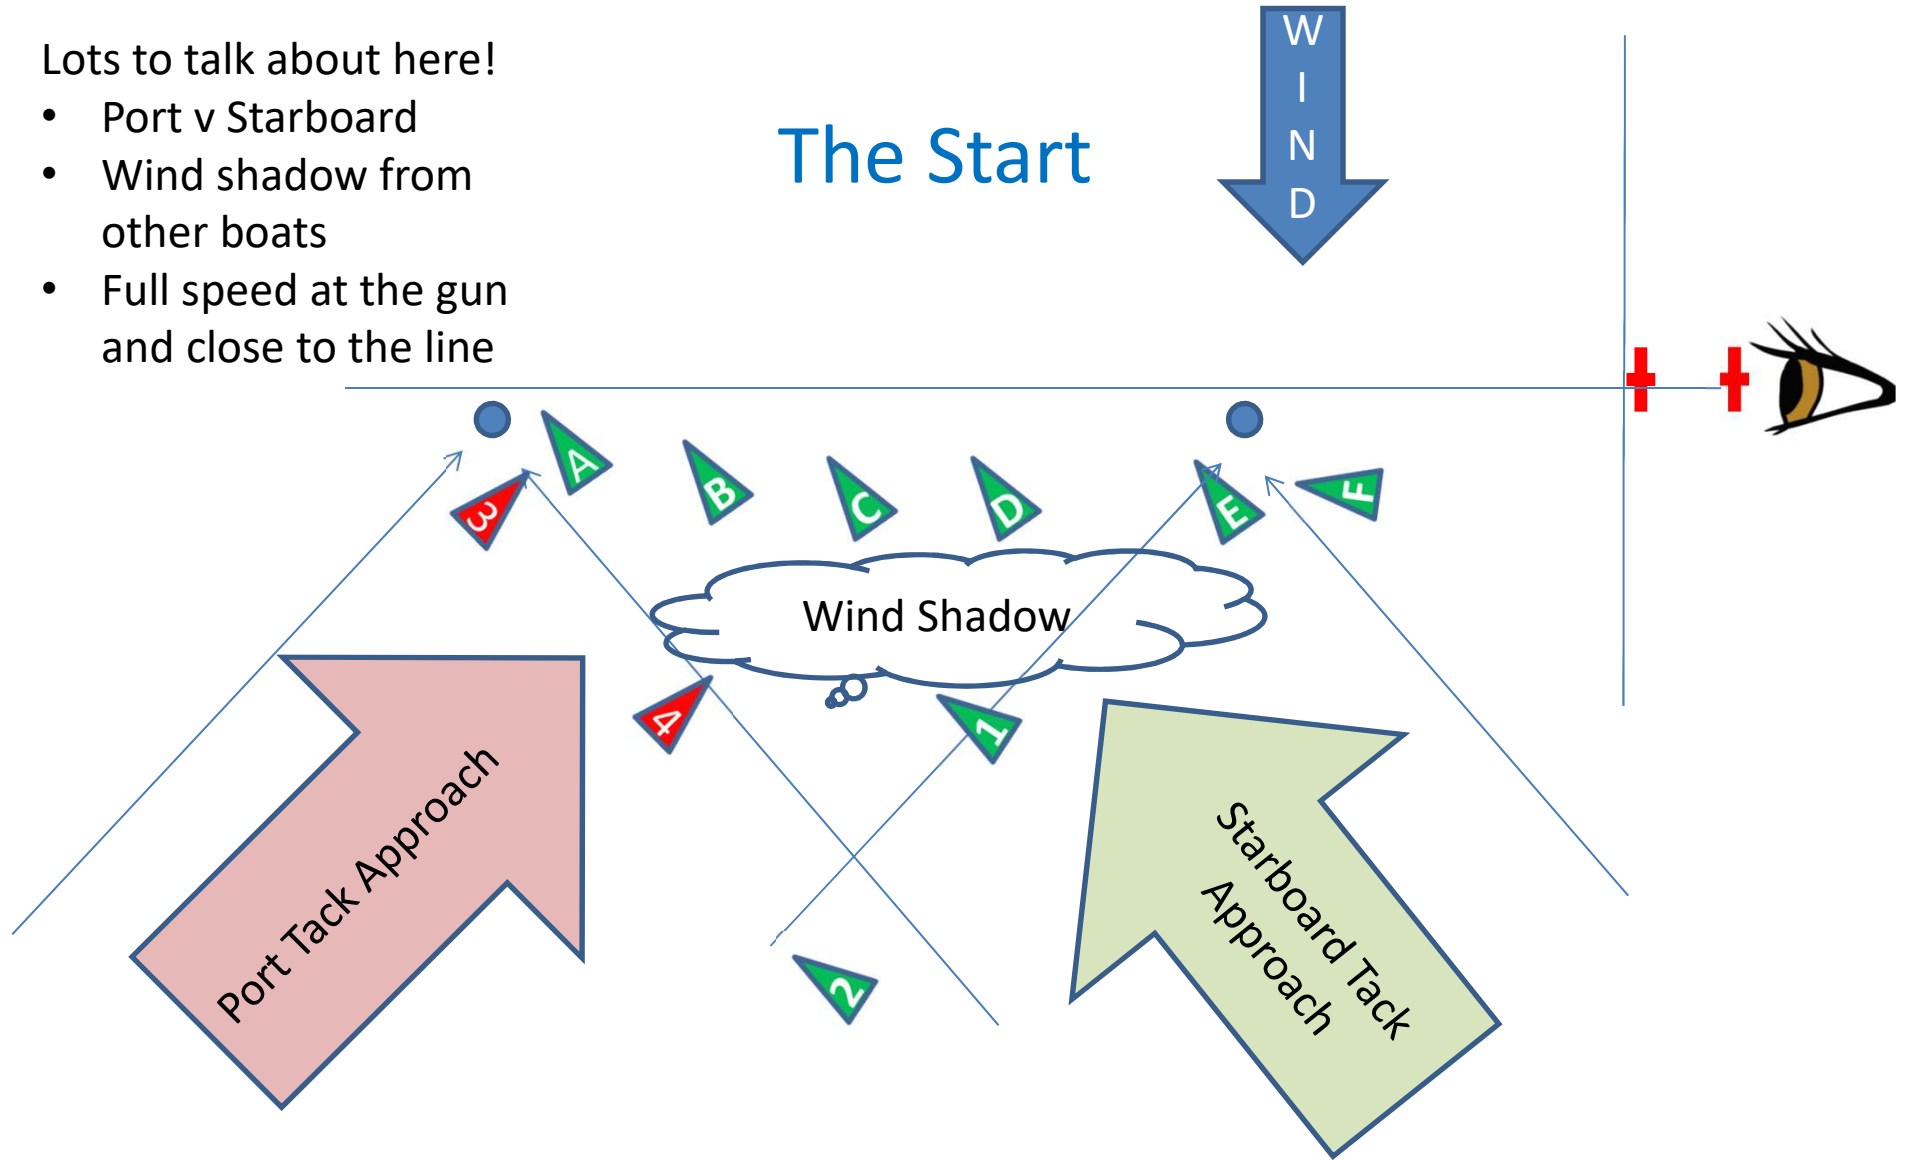 Lots to talk about here!
• Port v Starboard
• Wind shadow from
other boats
• Full speed at the gun
and close to the line
The Start
W
I
N
D
A
B
C
D
E
F
3
Wind Shadow
4
1
2
Port Tack Approach
Starboard Tack
Approach